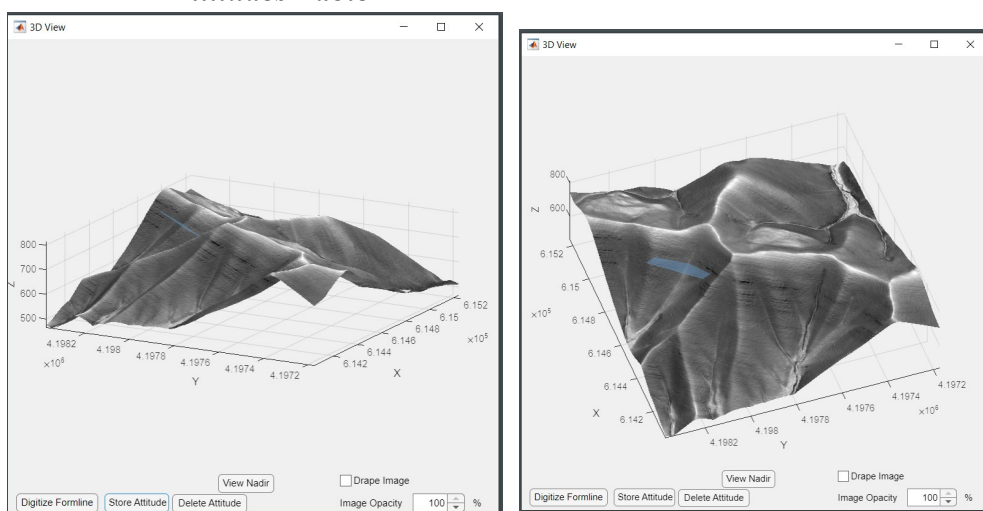 3D View
800
700
600
500
Z
4.1982
4.198
4.1978
4.1976
4.1974
4.1972
×10⁶
Y
6.152
6.15
6.148
6.146
6.144
6.142
×10⁵
X
View Nadir
Drape Image
Digitize Formline Store Attitude Delete Attitude Image Opacity 100 %
3D View
800
600
Z
6.152
6.15
×10⁵
6.148
6.146
6.144
6.142
X
4.1982
4.198
4.1978
4.1976
4.1974
4.1972
×10⁶
Y
View Nadir
Drape Image
Digitize Formline Store Attitude Delete Attitude Image Opacity 100 %